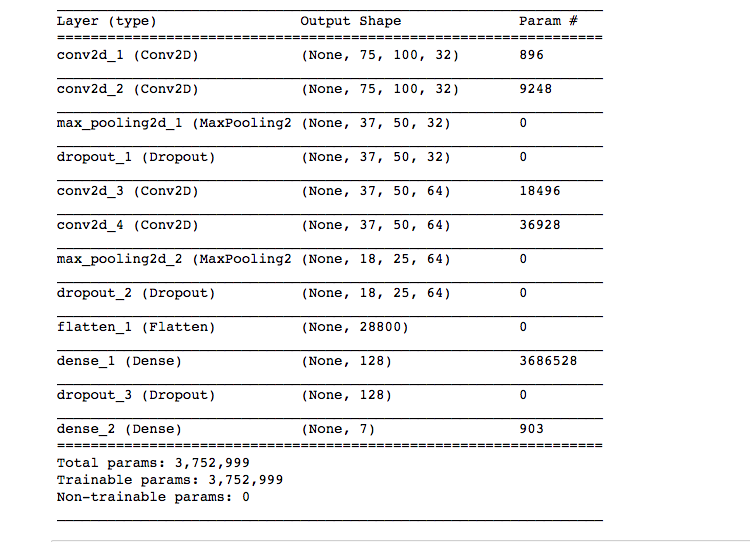 Layer (type) Output Shape Param #
=================================================================
conv2d_1 (Conv2D) (None, 75, 100, 32) 896
conv2d_2 (Conv2D) (None, 75, 100, 32) 9248
max_pooling2d_1 (MaxPooling2 (None, 37, 50, 32) 0
dropout_1 (Dropout) (None, 37, 50, 32) 0
conv2d_3 (Conv2D) (None, 37, 50, 64) 18496
conv2d_4 (Conv2D) (None, 37, 50, 64) 36928
max_pooling2d_2 (MaxPooling2 (None, 18, 25, 64) 0
dropout_2 (Dropout) (None, 18, 25, 64) 0
flatten_1 (Flatten) (None, 28800) 0
dense_1 (Dense) (None, 128) 3686528
dropout_3 (Dropout) (None, 128) 0
dense_2 (Dense) (None, 7) 903
=================================================================
Total params: 3,752,999
Trainable params: 3,752,999
Non-trainable params: 0